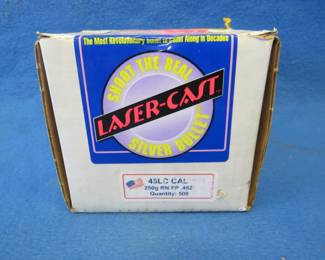 The Most Revolutionary Bullet to Come Along in Decades
SHOOT THE REAL
LASER-CAST
SILVER BULLET
45LC CAL
250g RN FP .452
Quantity: 500